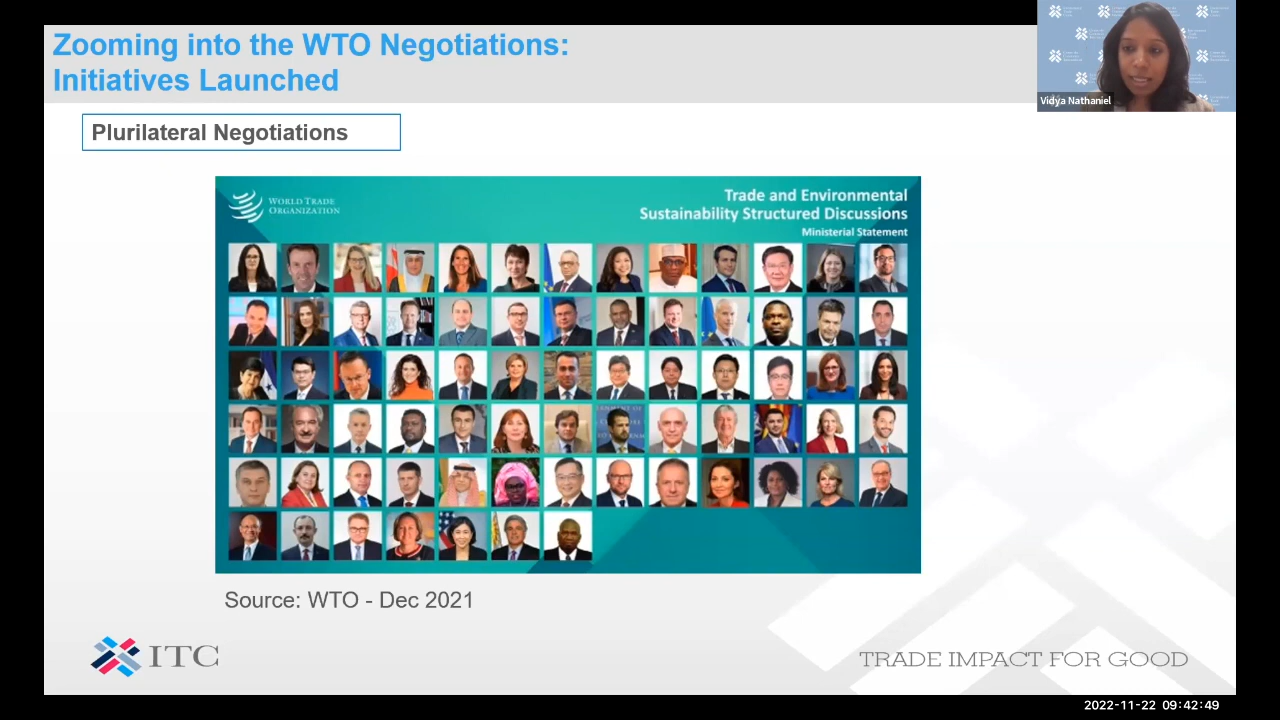 Zooming into the WTO Negotiations:
Initiatives Launched
Vidya Nathaniel
Plurilateral Negotiations
WORLD TRADE
ORGANIZATION
Trade and Environmental
Sustainability Structured Discussions
Ministerial Statement
Source: WTO - Dec 2021
ITC
TRADE IMPACT FOR GOOD
2022-11-22 09:42:49